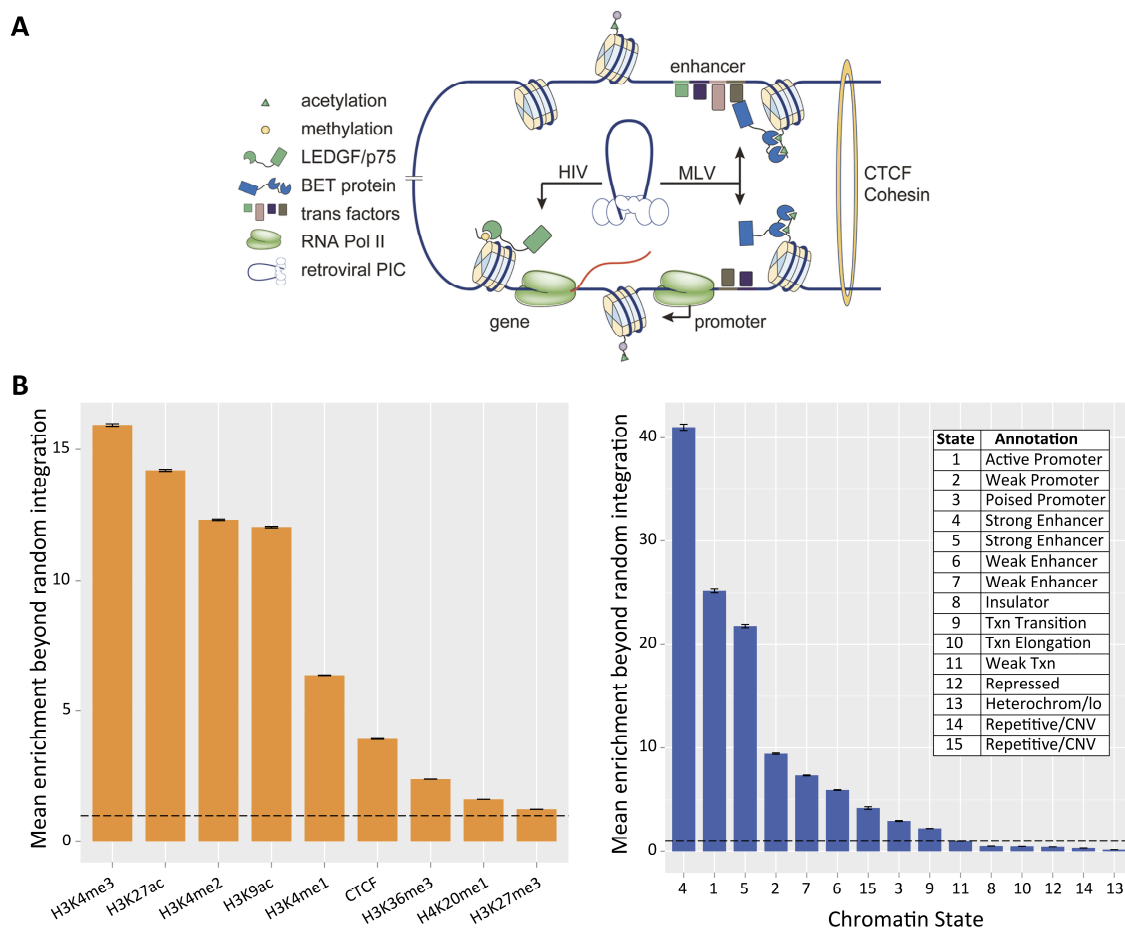 A
acetylation
methylation
LEDGF/p75
BET protein
trans factors
RNA Pol II
retroviral PIC
enhancer
HIV
MLV
CTCF
Cohesin
gene
promoter
B
Mean enrichment beyond random integration
15
10
5
0
H3K4me3
H3K27ac
H3K4me2
H3K9ac
H3K4me1
CTCF
H3K36me3
H4K20me1
H3K27me3
Mean enrichment beyond random integration
40
30
20
10
0
4 1 5 2 7 6 15 3 9 11 8 10 12 14 13
Chromatin State
State Annotation
1 Active Promoter
2 Weak Promoter
3 Poised Promoter
4 Strong Enhancer
5 Strong Enhancer
6 Weak Enhancer
7 Weak Enhancer
8 Insulator
9 Txn Transition
10 Txn Elongation
11 Weak Txn
12 Repressed
13 Heterochrom/lo
14 Repetitive/CNV
15 Repetitive/CNV